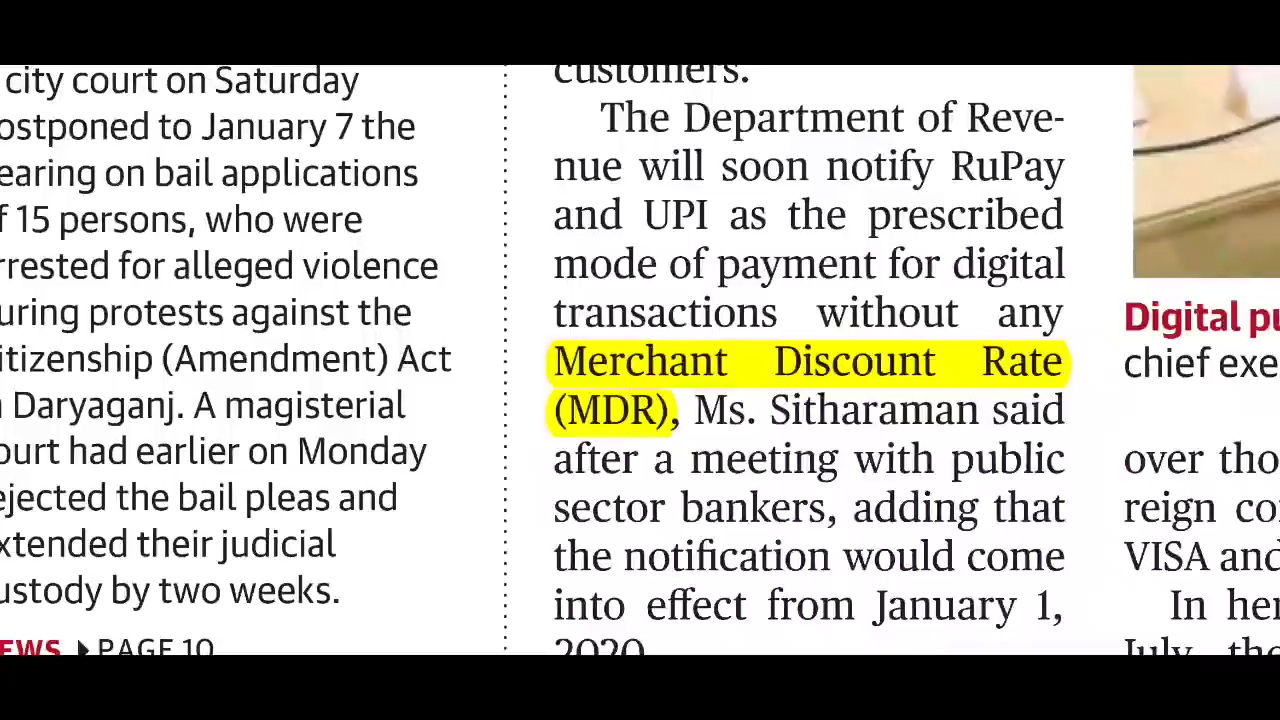 city court on Saturday
ostponed to January 7 the
earing on bail applications
f 15 persons, who were
rrested for alleged violence
uring protests against the
itizenship (Amendment) Act
Daryaganj. A magisterial
ourt had earlier on Monday
ejected the bail pleas and
xtended their judicial
ustody by two weeks.
EWS ▶ PAGE 10
customers.
The Department of Reve-
nue will soon notify RuPay
and UPI as the prescribed
mode of payment for digital
transactions without any
Merchant Discount Rate
(MDR), Ms. Sitharaman said
after a meeting with public
sector bankers, adding that
the notification would come
into effect from January 1,
2020
Digital pu
chief exe
over tho
reign co
VISA and
In her
July, the